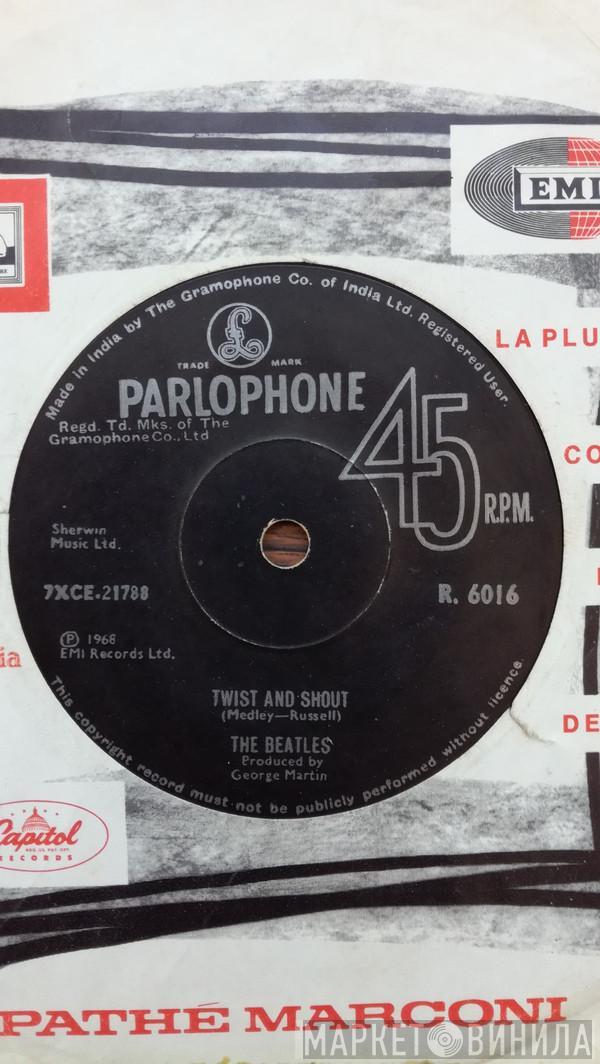 EMI
LA PLU
Made in India by The Gramophone Co. of India Ltd. Registered User.
£
TRADE MARK
PARLOPHONE
Regd. Td. Mks. of The
Gramophone Co., Ltd
45
R.P.M.
CO
Sherwin
Music Ltd.
7XCE-21788
R. 6016
Ⓟ 1968
EMI Records Ltd.
ia
TWIST AND SHOUT
(Medley—Russell)
THE BEATLES
Produced by
George Martin
DE
This copyright record must not be publicly performed without licence.
Capitol
RECORDS
PATHÉ MARCONI
МАРКЕТ ВИНИЛА